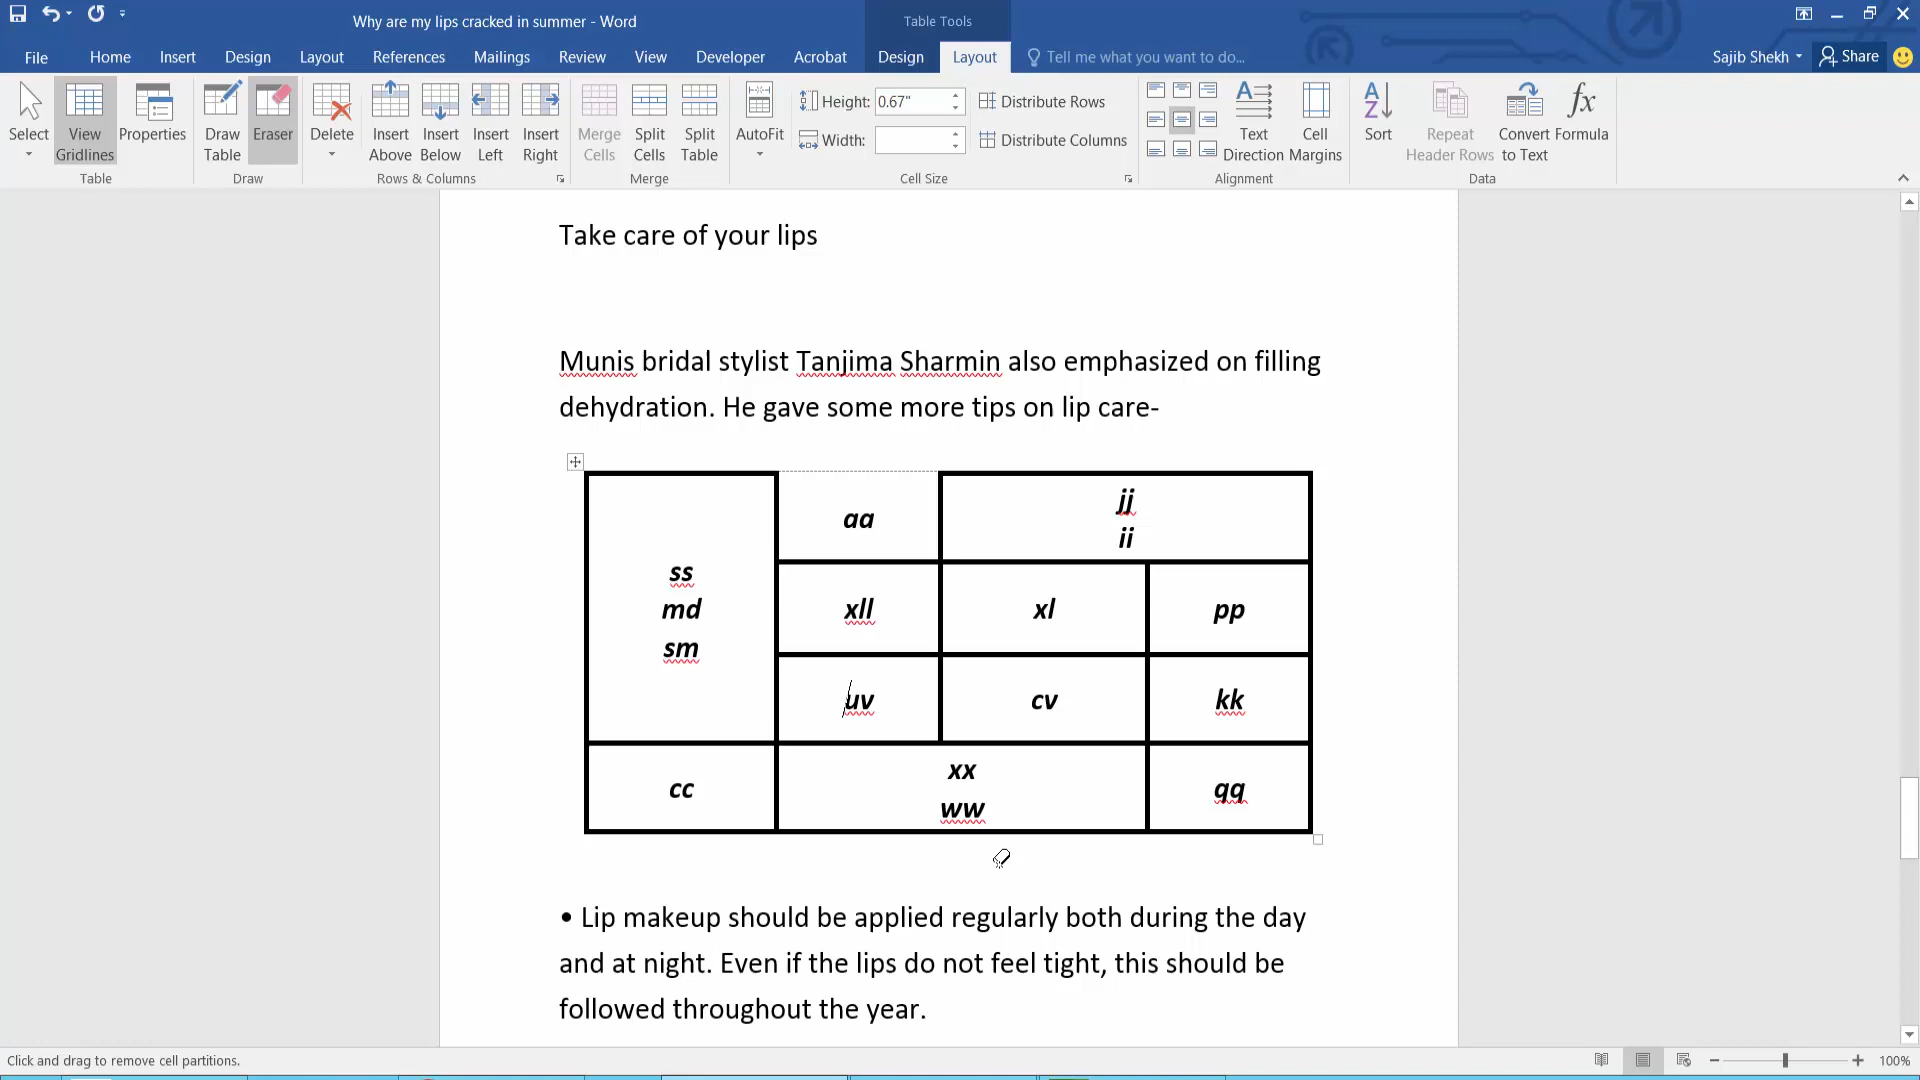 Why are my lips cracked in summer - Word
Table Tools
File Home Insert Design Layout References Mailings Review View Developer Acrobat Design Layout Tell me what you want to do... Sajib Shekh Share
Select
View Gridlines
Properties
Table
Draw Table
Eraser
Draw
Delete
Insert Above
Insert Below
Insert Left
Insert Right
Rows & Columns
Merge Cells
Split Cells
Split Table
Merge
AutoFit
Height: 0.67"
Width:
Distribute Rows
Distribute Columns
Cell Size
Text Direction
Cell Margins
Alignment
Sort
Repeat Header Rows
Convert to Text
Formula
Data
Take care of your lips
Munis bridal stylist Tanjima Sharmin also emphasized on filling
dehydration. He gave some more tips on lip care-
ss
md
sm
aa
jj
ii
xll
xl
pp
uv
cv
kk
cc
xx
ww
qq
• Lip makeup should be applied regularly both during the day
and at night. Even if the lips do not feel tight, this should be
followed throughout the year.
Click and drag to remove cell partitions.
100%